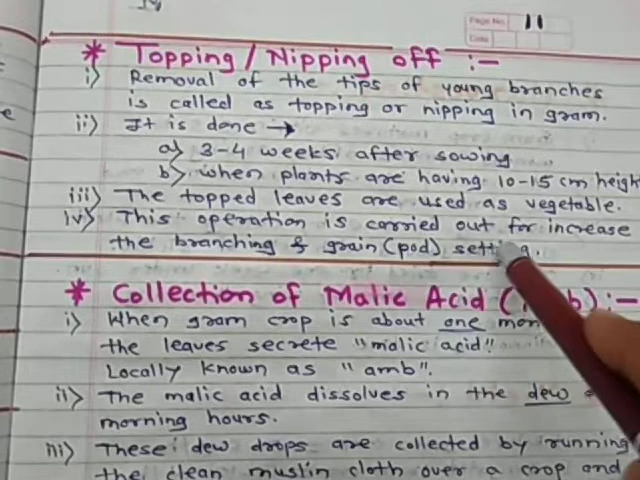 Page No. 11
Date
* Topping / Nipping off :-
i) Removal of the tips of young branches
is called as topping or nipping in gram.
ii) It is done →
a) 3-4 weeks after sowing
b) when plants are having 10-15 cm height
iii) The topped leaves are used as vegetable.
iv) This operation is carried out for increase
the branching & grain (pod) setting.
* Collection of Malic Acid ( b) :-
i) When gram crop is about one mon
the leaves secrete "malic acid"
Locally known as "amb".
ii) The malic acid dissolves in the dew
morning hours.
iii) These dew drops are collected by running
the clean muslin cloth over a crop and